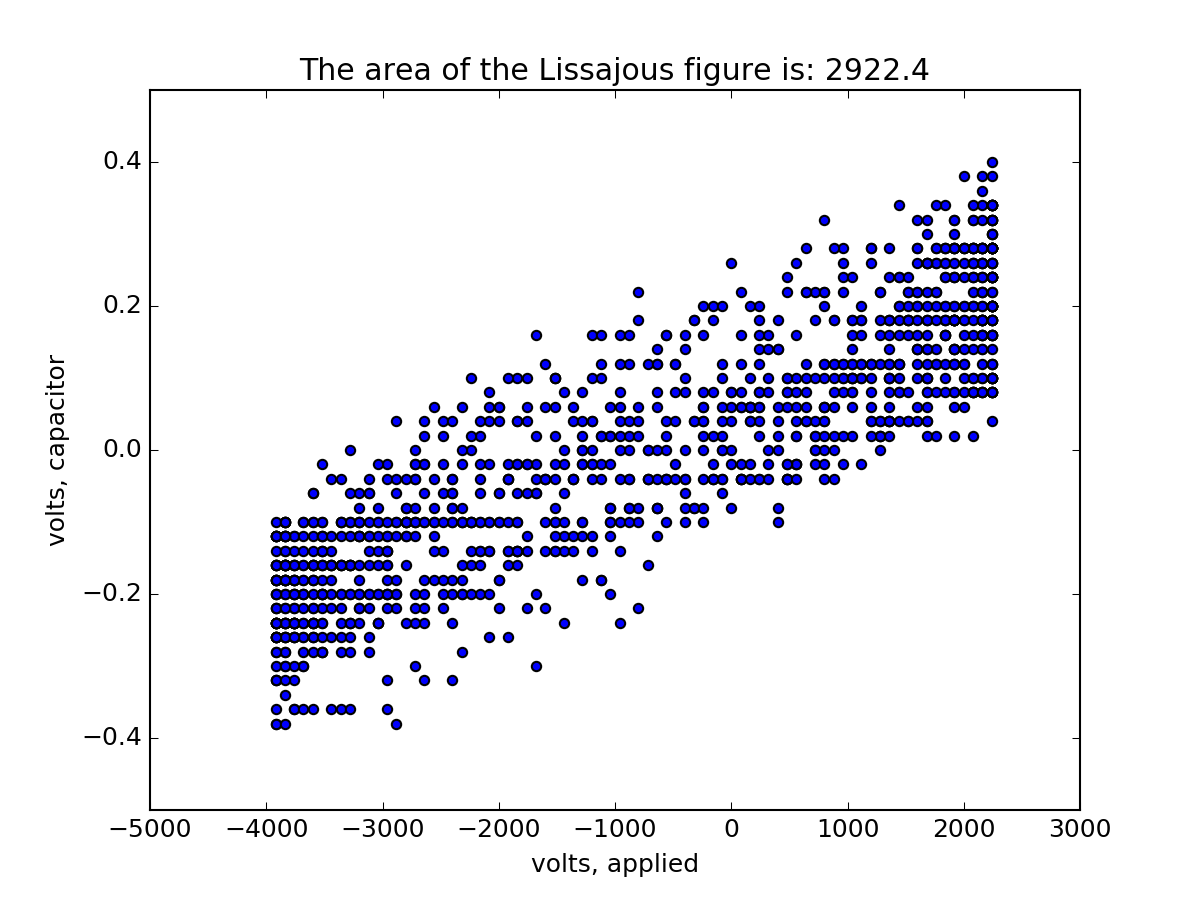 The area of the Lissajous figure is: 2922.4
0.4
0.2
0.0
−0.2
−0.4
volts, capacitor
−5000 −4000 −3000 −2000 −1000 0 1000 2000 3000
volts, applied